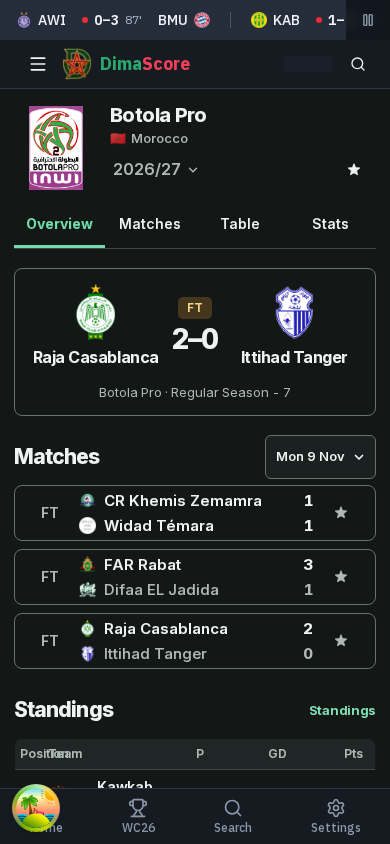 AWI 0–3 87' BMU KAB 1–
DimaScore
Botola Pro
Morocco
2026/27
Overview Matches Table Stats
FT
2–0
Raja Casablanca Ittihad Tanger
Botola Pro · Regular Season - 7
Matches
Mon 9 Nov
FT
CR Khemis Zemamra 1
Widad Témara 1
FT
FAR Rabat 3
Difaa EL Jadida 1
FT
Raja Casablanca 2
Ittihad Tanger 0
Standings Standings
Position Team P GD Pts
Kawkab
WC26 Search Settings